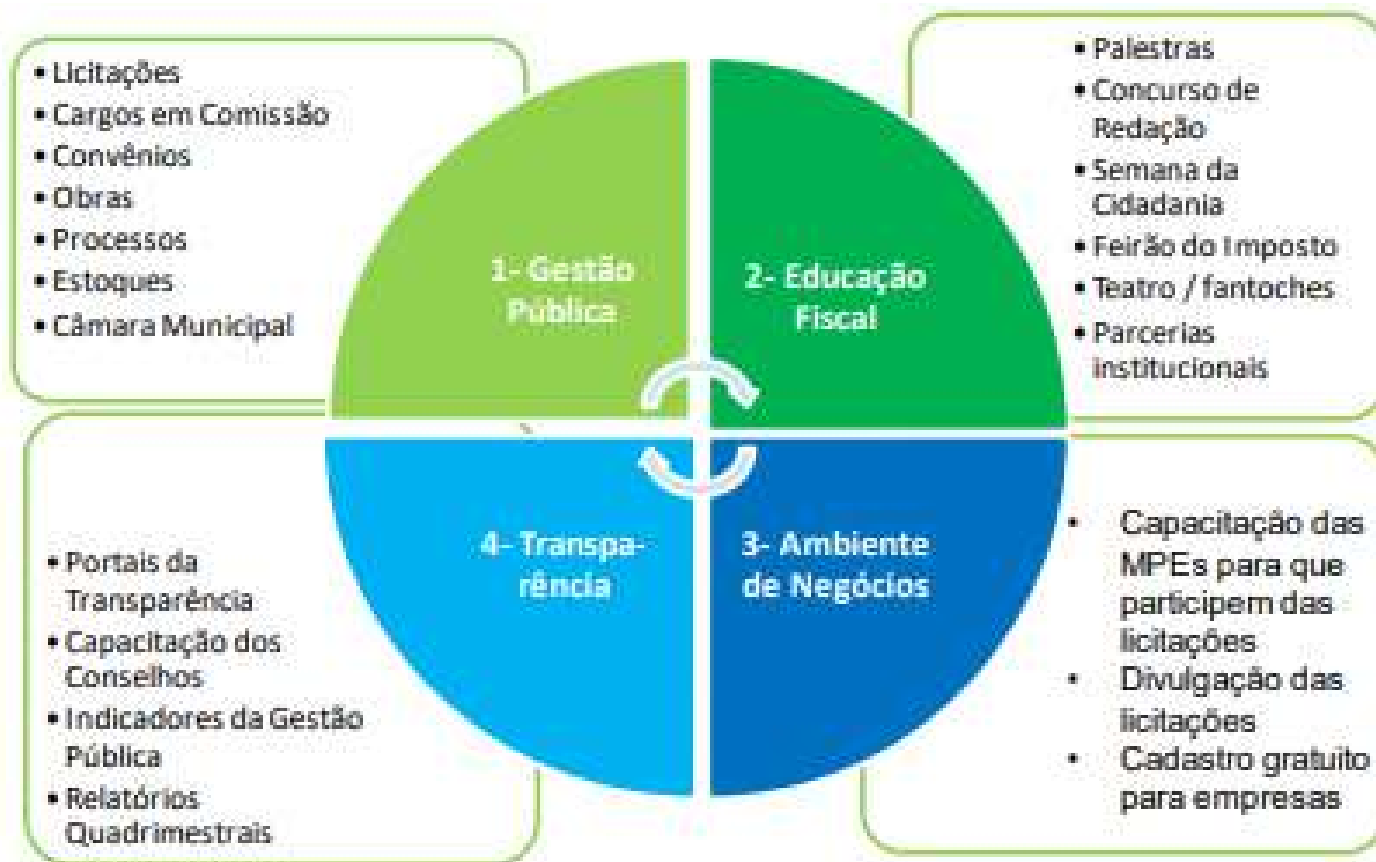 • Licitações
• Cargos em Comissão
• Convênios
• Obras
• Processos
• Estoques
• Câmara Municipal
1- Gestão
Pública
2- Educação
Fiscal
• Palestras
• Concurso de
Redação
• Semana da
Cidadania
• Feirão do Imposto
• Teatro / fantoches
• Parcerias
Institucionais
• Portais da
Transparência
• Capacitação dos
Conselhos
• Indicadores da Gestão
Pública
• Relatórios
Quadrimestrais
4- Transpa-
rência
3- Ambiente
de Negócios
• Capacitação das
MPEs para que
participem das
licitações
• Divulgação das
licitações
• Cadastro gratuito
para empresas